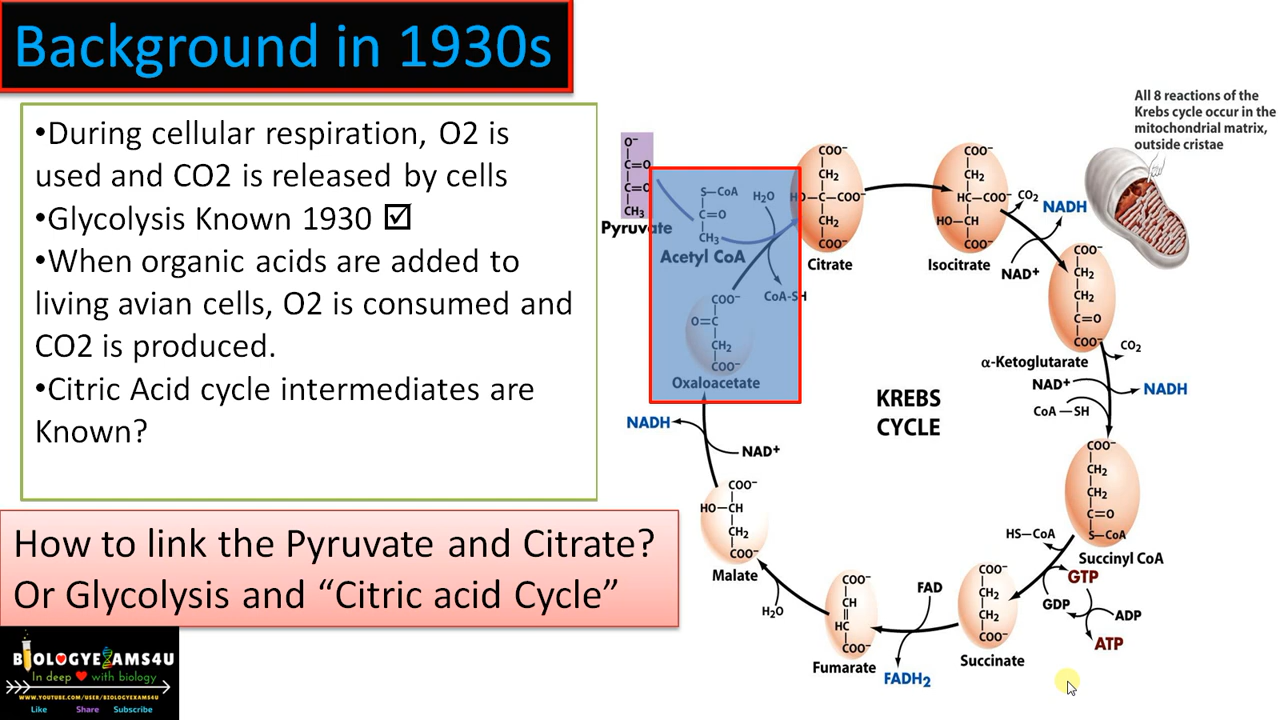 Background in 1930s
•During cellular respiration, O2 is
used and CO2 is released by cells
•Glycolysis Known 1930 ☑
•When organic acids are added to
living avian cells, O2 is consumed and
CO2 is produced.
•Citric Acid cycle intermediates are
Known?
How to link the Pyruvate and Citrate?
Or Glycolysis and “Citric acid Cycle”
All 8 reactions of the
Krebs cycle occur in the
mitochondrial matrix,
outside cristae
O⁻
C=O
C=O
CH₃
Pyruvate
S—CoA
C=O
CH₃
Acetyl CoA
H₂O
CoA-SH
COO⁻
CH₂
HO—C—COO⁻
CH₂
COO⁻
Citrate
COO⁻
CH₂
HC—COO⁻
HO—CH
COO⁻
Isocitrate
CO₂
NADH
NAD⁺
COO⁻
CH₂
CH₂
C=O
COO⁻
α-Ketoglutarate
CO₂
NAD⁺
NADH
CoA—SH
KREBS
CYCLE
COO⁻
CH₂
CH₂
C=O
S—CoA
Succinyl CoA
HS—CoA
GTP
GDP
ADP
ATP
COO⁻
CH₂
CH₂
COO⁻
Succinate
FAD
FADH₂
COO⁻
CH
HC
COO⁻
Fumarate
H₂O
COO⁻
HO—CH
CH₂
COO⁻
Malate
NAD⁺
NADH
COO⁻
O=C
CH₂
COO⁻
Oxaloacetate
BIOLOGYEXAMS4U
In deep ❤ with biology
WWW.YOUTUBE.COM/USER/BIOLOGYEXAMS4U
Like Share Subscribe